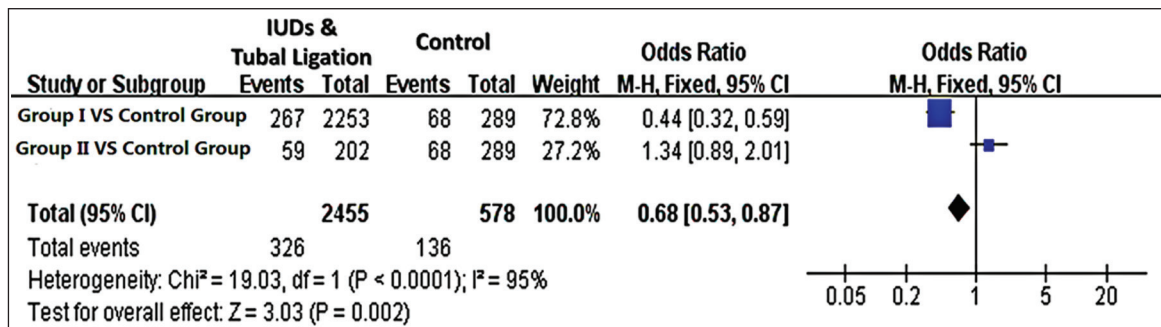 IUDs &
Tubal Ligation Control Odds Ratio Odds Ratio
Study or Subgroup Events Total Events Total Weight M-H, Fixed, 95% CI M-H, Fixed, 95% CI
Group I VS Control Group 267 2253 68 289 72.8% 0.44 [0.32, 0.59]
Group II VS Control Group 59 202 68 289 27.2% 1.34 [0.89, 2.01]
Total (95% CI) 2455 578 100.0% 0.68 [0.53, 0.87]
Total events 326 136
Heterogeneity: Chi² = 19.03, df = 1 (P < 0.0001); I² = 95%
Test for overall effect: Z = 3.03 (P = 0.002)
0.05 0.2 1 5 20